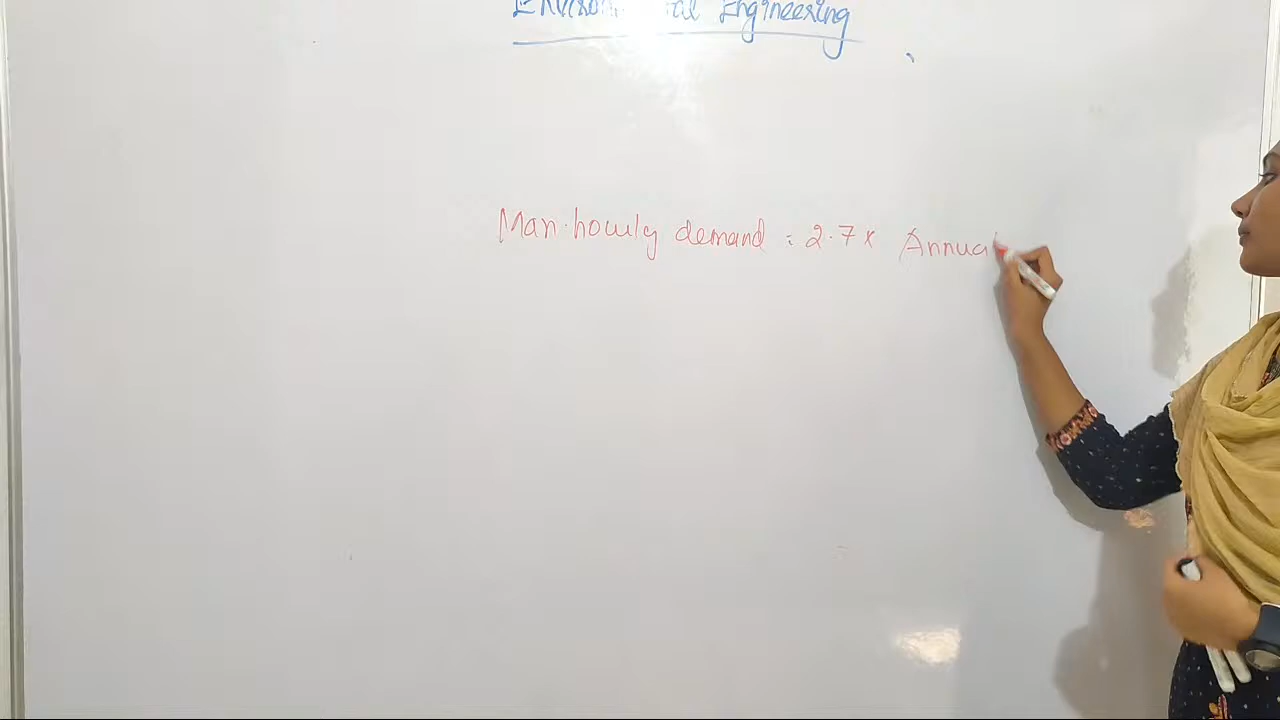 Environmental Engineering
Max. hourly demand = 2.7 x Annual